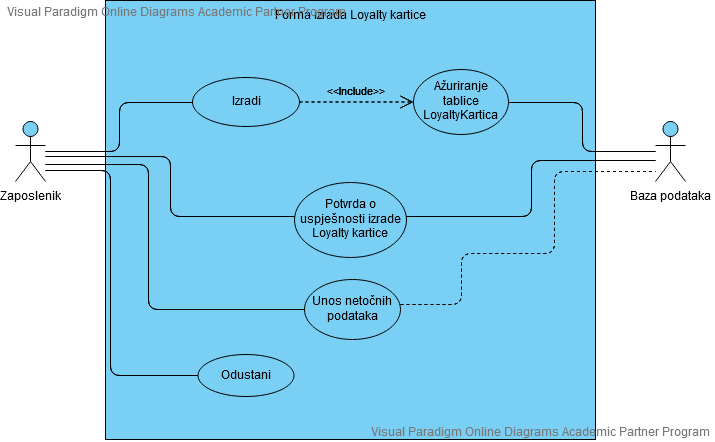 Visual Paradigm Online Diagrams Academic Partner Program
Forma izrada Loyalty kartice
Izradi
<<Include>>
Ažuriranje
tablice
LoyaltyKartica
Zaposlenik
Baza podataka
Potvrda o
uspješnosti izrade
Loyalty kartice
Unos netočnih
podataka
Odustani
Visual Paradigm Online Diagrams Academic Partner Program